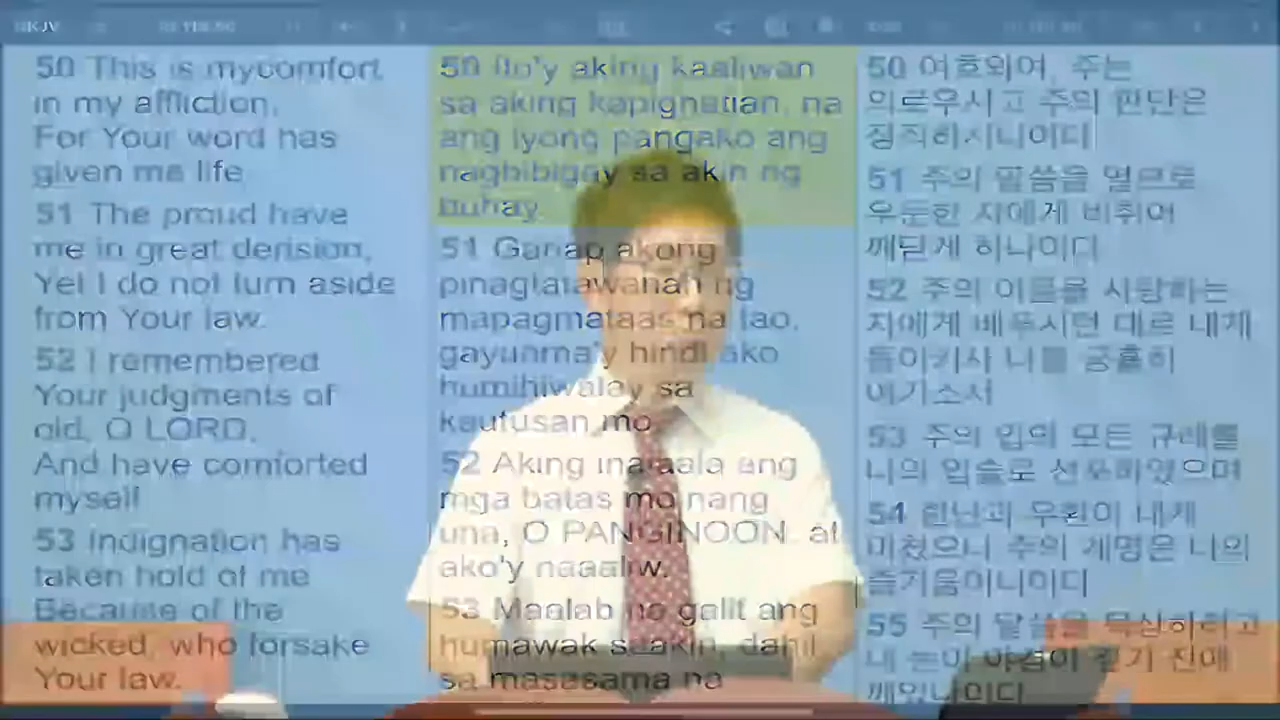 NKJV
50 This is mycomfort
in my affliction,
For Your word has
given me life
51 The proud have
me in great derision,
Yet I do not turn aside
from Your law.
52 I remembered
Your judgments of
old, O LORD,
And have comforted
myself
53 Indignation has
taken hold of me
Because of the
wicked, who forsake
Your law.
50 Ito'y aking kaaliwan
sa aking kapighatian, na
ang iyong pangako ang
nagbibigay sa akin ng
buhay.
51 Ganap akong
pinagtatawanan ng
mapagmataas na tao,
gayunma'y hindi ako
humihiwalay sa
kautusan mo.
52 Aking inaalala ang
mga batas mo nang
una, O PANGINOON, at
ako'y naaaliw.
53 Maalab na galit ang
humawak sa akin, dahil
sa masasama na
50 여호와여, 주는
의로우시고 주의 판단은
정직하시니이다
51 주의 말씀을 열므로
우둔한 자에게 비취어
깨닫게 하나이다
52 주의 이름을 사랑하는
자에게 베푸시던 대로 내게
돌이키사 나를 긍휼히
여기소서
53 주의 입의 모든 규례를
나의 입술로 선포하였으며
54 환난과 우환이 내게
미쳤으나 주의 계명은 나의
즐거움이니이다
55 주의 말씀을 묵상하려고
내 눈이 야경이 깊기 전에
깨었나이다